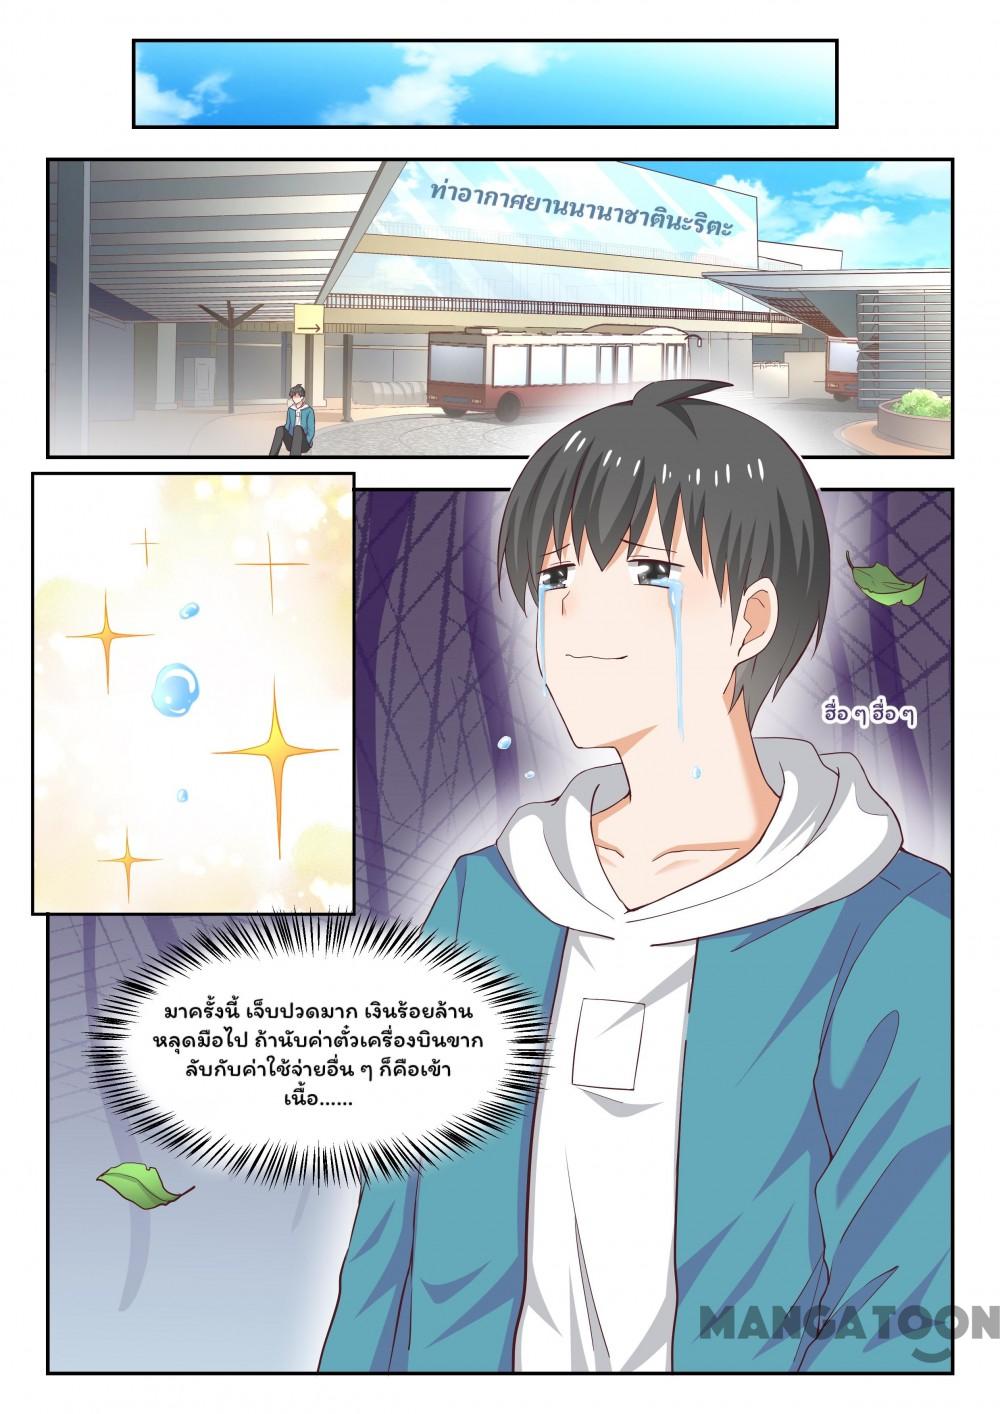 ท่าอากาศยานนานาชาตินะริตะ
ฮื่อๆฮื่อๆ
มาครั้งนี้ เจ็บปวดมาก เงินร้อยล้าน
หลุดมือไป ถ้านับค่าตั๋วเครื่องบินขาก
ลับกับค่าใช้จ่ายอื่น ๆ ก็คือเข้า
เนื้อ......
MANGATOON